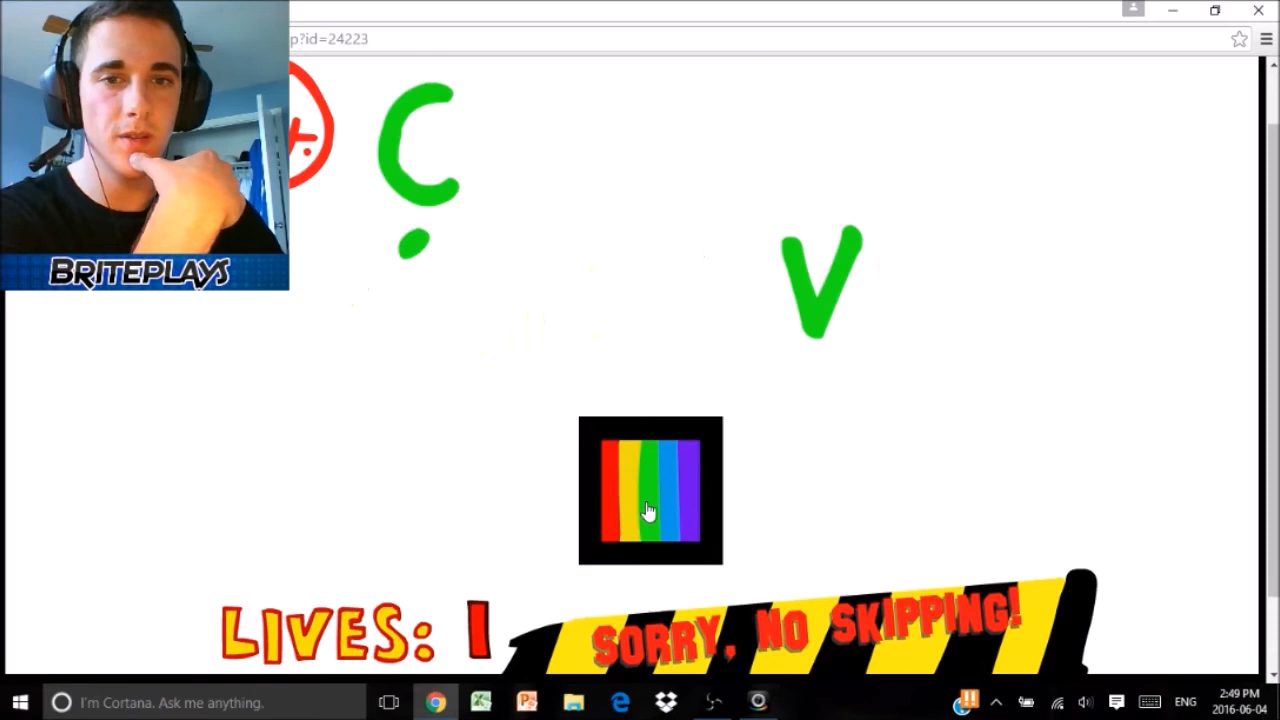 p?id=24223
C
BRITEPLAYS
V
LIVES: 1
SORRY, NO SKIPPING!
I'm Cortana. Ask me anything.
ENG
2:49 PM
2016-06-04